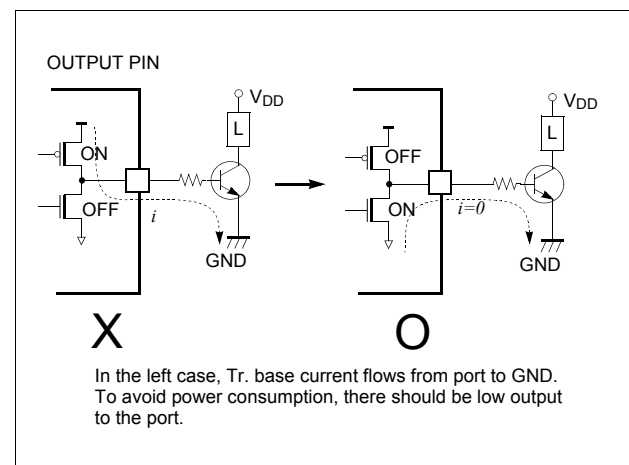 OUTPUT PIN
VDD
L
ON
OFF
i
GND
X
VDD
L
OFF
ON
i=0
GND
O
In the left case, Tr. base current flows from port to GND.
To avoid power consumption, there should be low output
to the port.